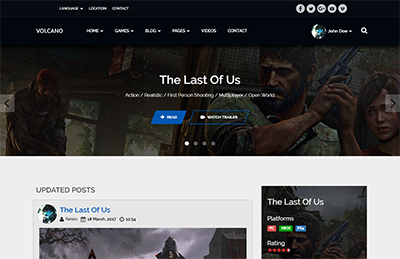 LANGUAGE LOCATION CONTACT
VOLCANO HOME GAMES BLOG PAGES VIDEOS CONTACT John Doe
The Last Of Us
Action / Realistic / First Person Shooting / Multiplayer / Open World
READ WATCH TRAILER
UPDATED POSTS
The Last Of Us
18 March, 2017 12:54
The Last Of Us
Platforms
PC XBOX PS4
Rating